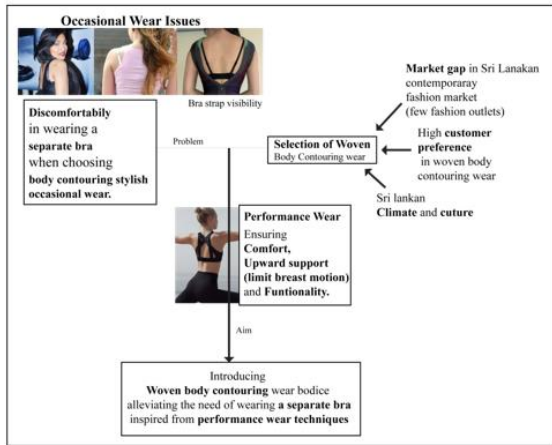 Occasional Wear Issues
Bra strap visibility
Discomfortabily
in wearing a
separate bra
when choosing
body contouring stylish
occasional wear.
Problem
Selection of Woven
Body Contouring wear
Market gap in Sri Lankan
contemporaray
fashion market
(few fashion outlets)
High customer
preference
in woven body
contouring wear
Sri lankan
Climate and cuture
Performance Wear
Ensuring
Comfort,
Upward support
(limit breast motion)
and Funtionality.
Aim
Introducing
Woven body contouring wear bodice
alleviating the need of wearing a separate bra
inspired from performance wear techniques